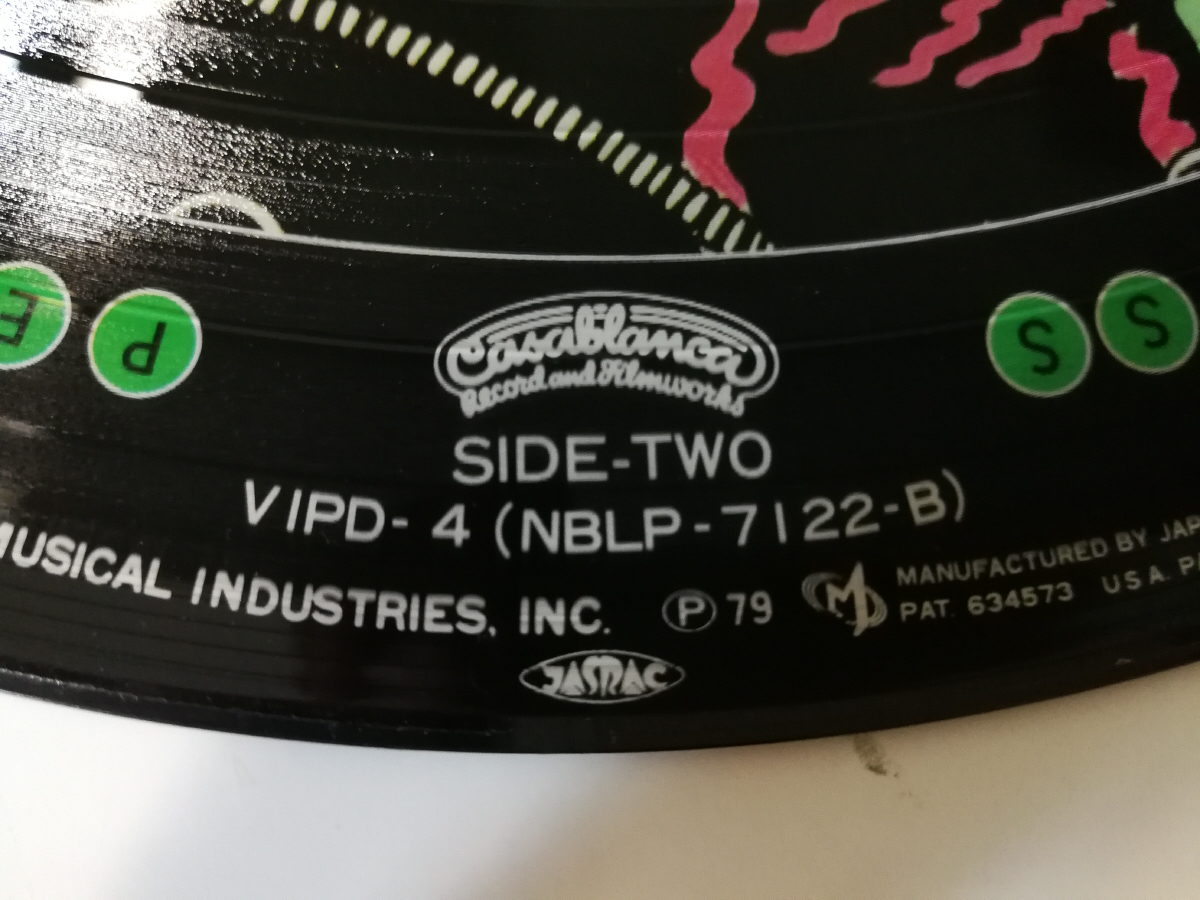 E P S S
Casablanca
Record and Filmworks
SIDE-TWO
VIPD-4 (NBLP-7122-B)
MUSICAL INDUSTRIES, INC. Ⓟ 79
MANUFACTURED BY
PAT. 634573 U S A.
JASRAC